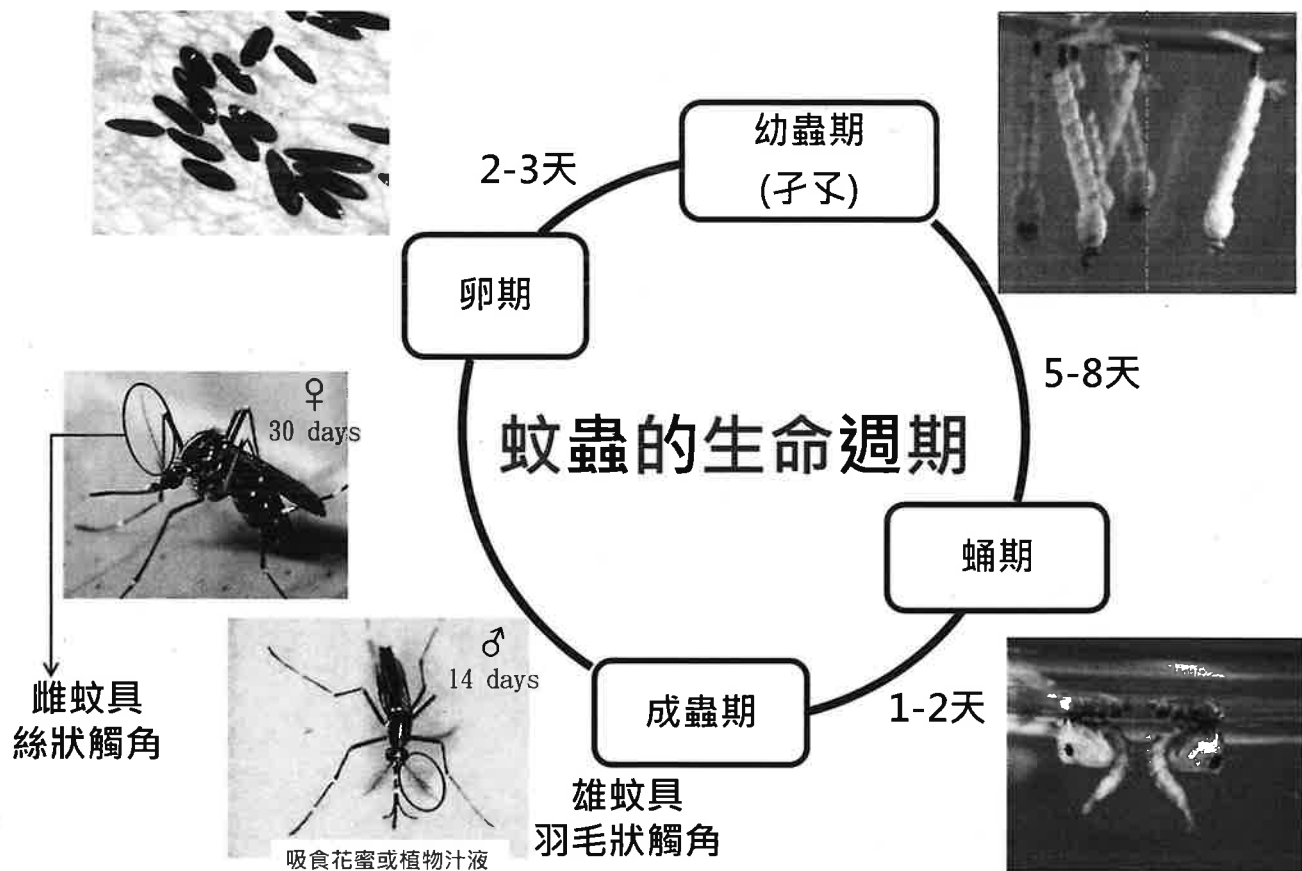 幼蟲期
(孑孓)
2-3天
卵期
5-8天
♀
30 days
蚊蟲的生命週期
蛹期
♂
14 days
雌蚊具
絲狀觸角
成蟲期
1-2天
雄蚊具
羽毛狀觸角
吸食花蜜或植物汁液